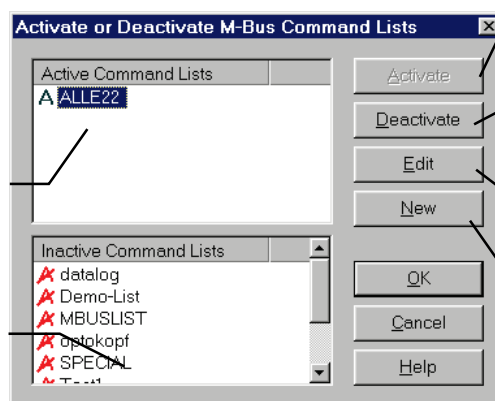 Activate or Deactivate M-Bus Command Lists
Active Command Lists
A ALLE22
Activate
Deactivate
Edit
New
Inactive Command Lists
datalog
Demo-List
MBUSLIST
optokopf
SPECIAL
OK
Cancel
Help